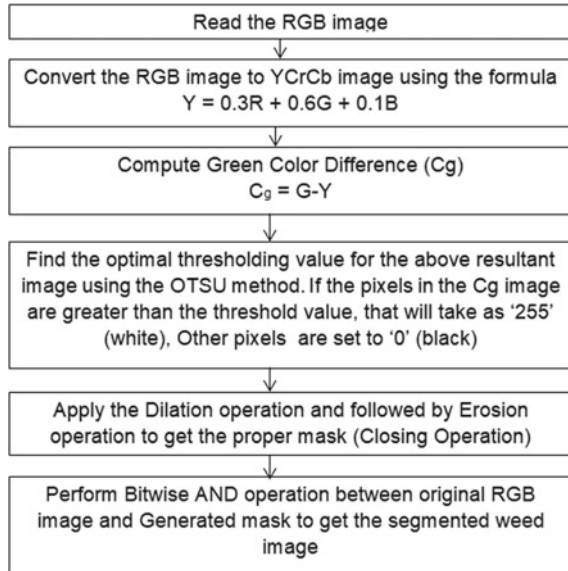 Read the RGB image
Convert the RGB image to YCrCb image using the formula
Y = 0.3R + 0.6G + 0.1B
Compute Green Color Difference (Cg)
Cg = G-Y
Find the optimal thresholding value for the above resultant
image using the OTSU method. If the pixels in the Cg image
are greater than the threshold value, that will take as ‘255’
(white), Other pixels are set to ‘0’ (black)
Apply the Dilation operation and followed by Erosion
operation to get the proper mask (Closing Operation)
Perform Bitwise AND operation between original RGB
image and Generated mask to get the segmented weed
image